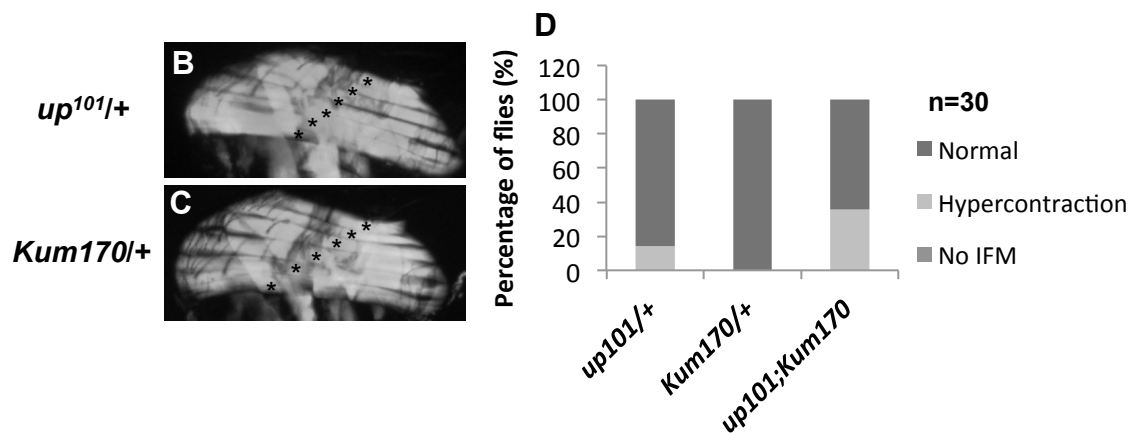 B
up101/+
* * * * * *
C
Kum170/+
* * * * * *
D
Percentage of flies (%)
120
100
80
60
40
20
0
up101/+
Kum170/+
up101;Kum170
n=30
Normal
Hypercontraction
No IFM